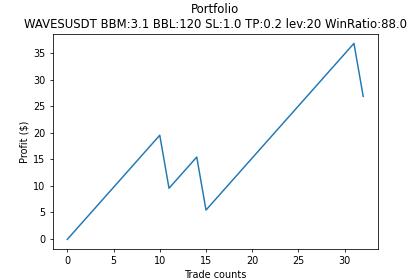 Portfolio
WAVESUSDT BBM:3.1 BBL:120 SL:1.0 TP:0.2 lev:20 WinRatio:88.0
35
30
25
20
15
10
5
0
Profit ($)
0 5 10 15 20 25 30
Trade counts